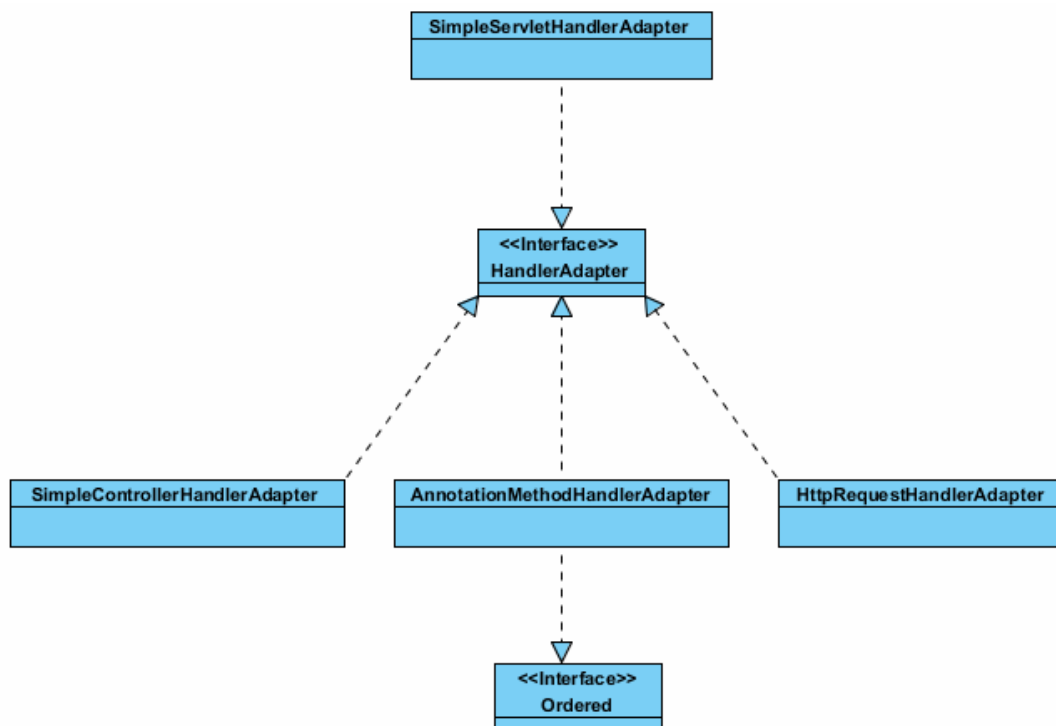 SimpleServletHandlerAdapter
<<Interface>>
HandlerAdapter
SimpleControllerHandlerAdapter
AnnotationMethodHandlerAdapter
HttpRequestHandlerAdapter
<<Interface>>
Ordered